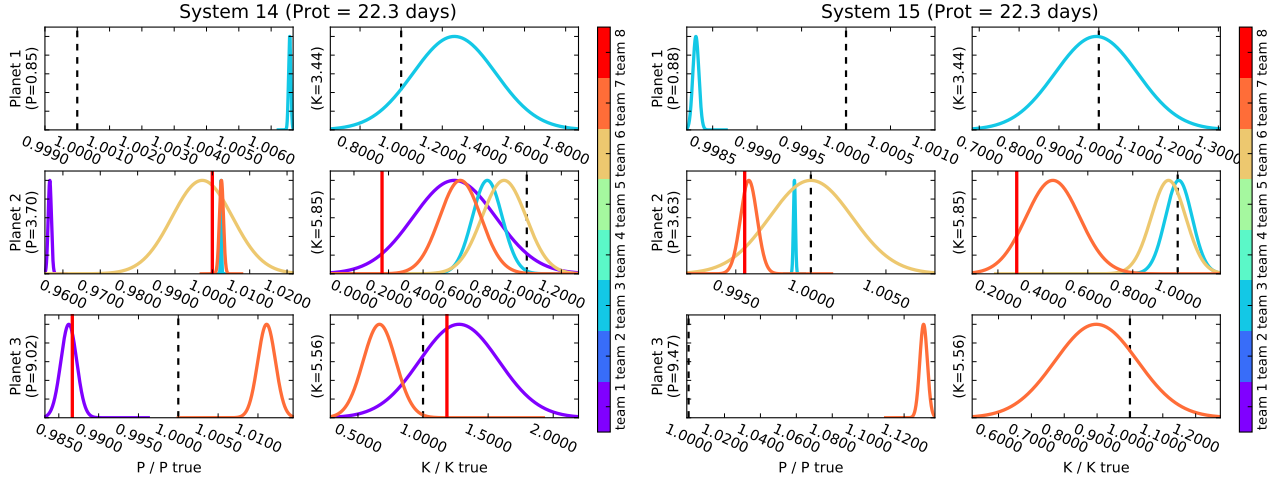 System 14 (Prot = 22.3 days)
Planet 1
(P=0.85)
0.9990 1.0000 1.0010 1.0020 1.0030 1.0040 1.0050 1.0060
(K=3.44)
0.8000 1.0000 1.2000 1.4000 1.6000 1.8000
Planet 2
(P=3.70)
0.9600 0.9700 0.9800 0.9900 1.0000 1.0100 1.0200
(K=5.85)
0.0000 0.2000 0.4000 0.6000 0.8000 1.0000 1.2000
Planet 3
(P=9.02)
0.9850 0.9900 0.9950 1.0000 1.0050 1.0100
P / P true
(K=5.56)
0.5000 1.0000 1.5000 2.0000
K / K true
team 1 team 2 team 3 team 4 team 5 team 6 team 7 team 8
System 15 (Prot = 22.3 days)
Planet 1
(P=0.88)
0.9985 0.9990 0.9995 1.0000 1.0005 1.0010
(K=3.44)
0.7000 0.8000 0.9000 1.0000 1.1000 1.2000 1.3000
Planet 2
(P=3.63)
0.9950 1.0000 1.0050
(K=5.85)
0.2000 0.4000 0.6000 0.8000 1.0000
Planet 3
(P=9.47)
1.0000 1.0200 1.0400 1.0600 1.0800 1.1000 1.1200
P / P true
(K=5.56)
0.6000 0.7000 0.8000 0.9000 1.0000 1.1000 1.2000
K / K true
team 1 team 2 team 3 team 4 team 5 team 6 team 7 team 8